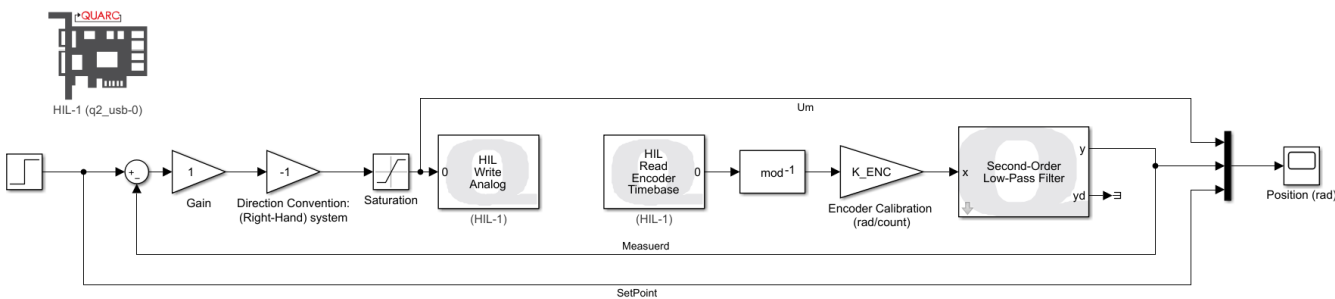 QUARC
HIL-1 (q2_usb-0)
Um
+
-
1
Gain
-1
Direction Convention:
(Right-Hand) system
Saturation
0
HIL
Write
Analog
(HIL-1)
HIL
Read
Encoder
Timebase
0
(HIL-1)
mod-1
K_ENC
Encoder Calibration
(rad/count)
x
Second-Order
Low-Pass Filter
y
yd
Position (rad)
Measuerd
SetPoint